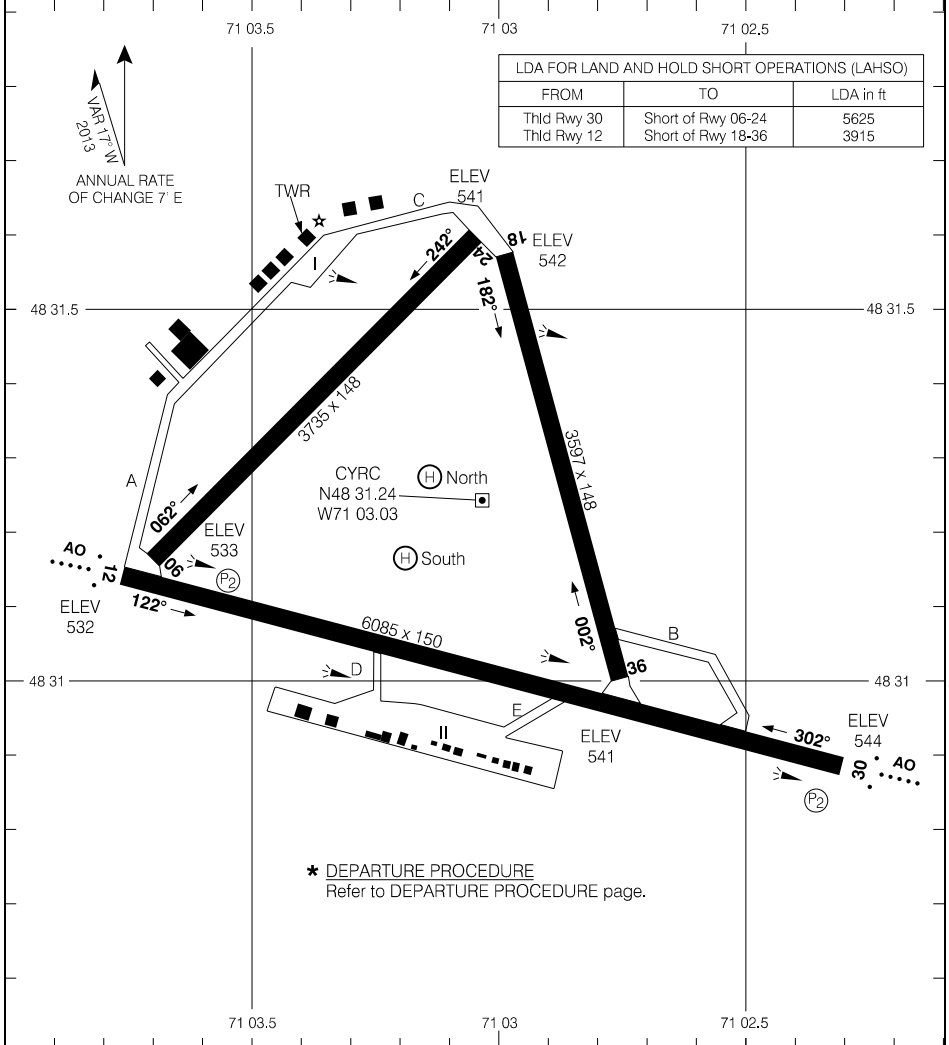 71 03.5
71 03
71 02.5
LDA FOR LAND AND HOLD SHORT OPERATIONS (LAHSO)
FROM TO LDA in ft
Thld Rwy 30 Short of Rwy 06-24 5625
Thld Rwy 12 Short of Rwy 18-36 3915
VAR 17° W
2013
ANNUAL RATE
OF CHANGE 7' E
TWR
C
ELEV
541
18
ELEV
542
242°
24
182°
I
48 31.5
48 31.5
3735 x 148
3597 x 148
A
CYRC
N48 31.24
W71 03.03
H North
H South
062°
06
ELEV
533
P2
AO
12
ELEV
532
122°
6085 x 150
002°
36
B
D
E
II
48 31
48 31
ELEV
541
302°
ELEV
544
30
AO
P2
* DEPARTURE PROCEDURE
Refer to DEPARTURE PROCEDURE page.
71 03.5
71 03
71 02.5